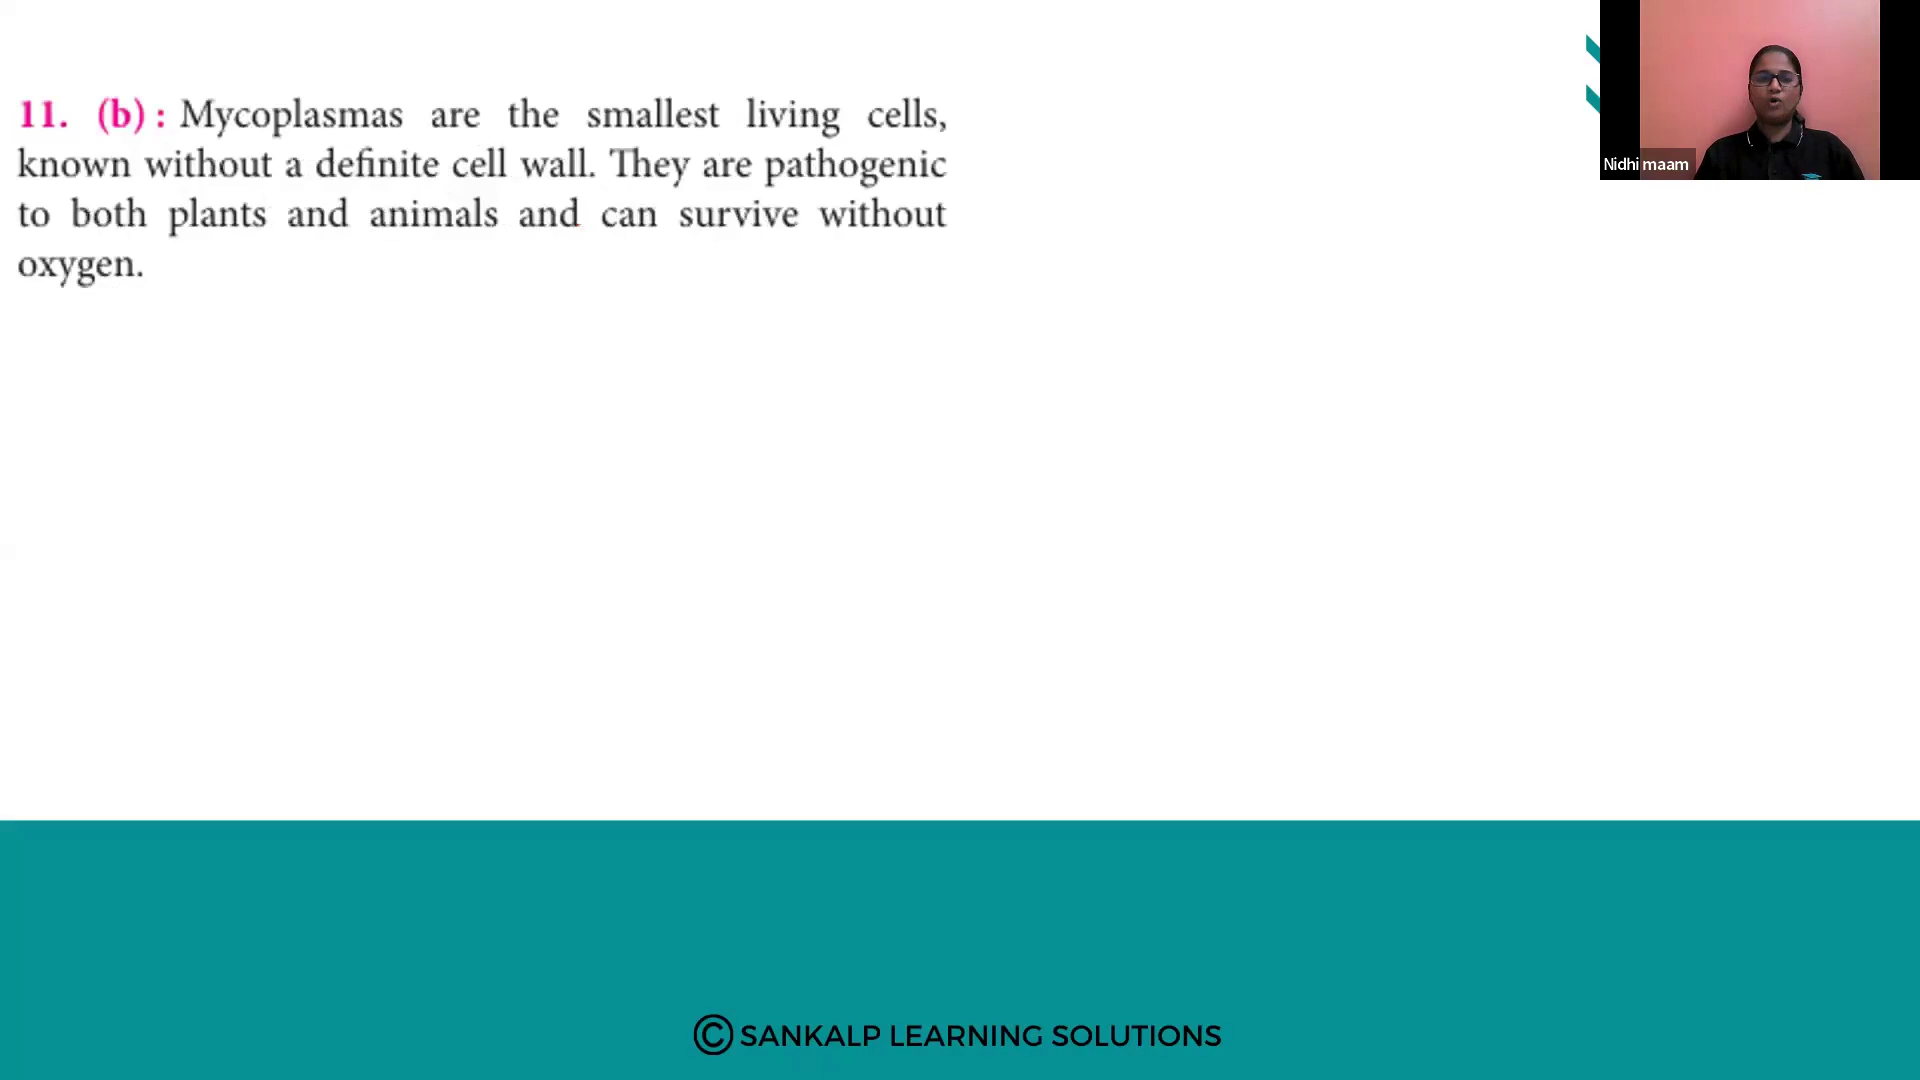 11. (b) : Mycoplasmas are the smallest living cells,
known without a definite cell wall. They are pathogenic
to both plants and animals and can survive without
oxygen.
Nidhi maam
© SANKALP LEARNING SOLUTIONS